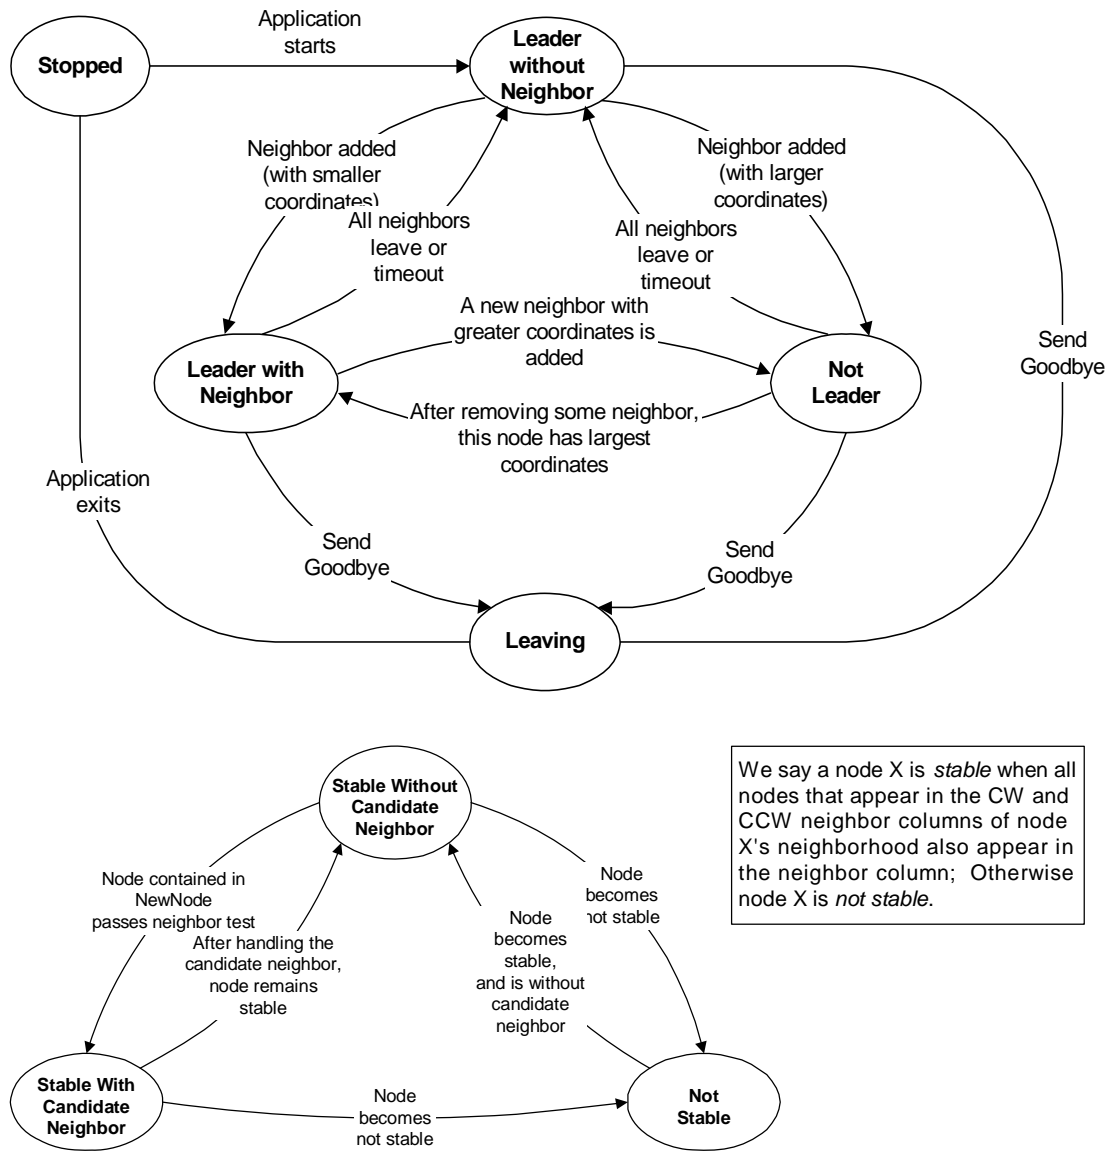 Application
starts
Stopped
Leader
without
Neighbor
Neighbor added
(with smaller
coordinates)
All neighbors
leave or
timeout
Neighbor added
(with larger
coordinates)
All neighbors
leave or
timeout
A new neighbor with
greater coordinates is
added
Send
Goodbye
Leader with
Neighbor
Not
Leader
After removing some neighbor,
this node has largest
coordinates
Application
exits
Send
Goodbye
Send
Goodbye
Leaving
Stable Without
Candidate
Neighbor
We say a node X is stable when all
nodes that appear in the CW and
CCW neighbor columns of node
X's neighborhood also appear in
the neighbor column; Otherwise
node X is not stable.
Node contained in
NewNode
passes neighbor test
After handling the
candidate neighbor,
node remains
stable
Node
becomes
stable,
and is without
candidate
neighbor
Node
becomes
not stable
Stable With
Candidate
Neighbor
Node
becomes
not stable
Not
Stable